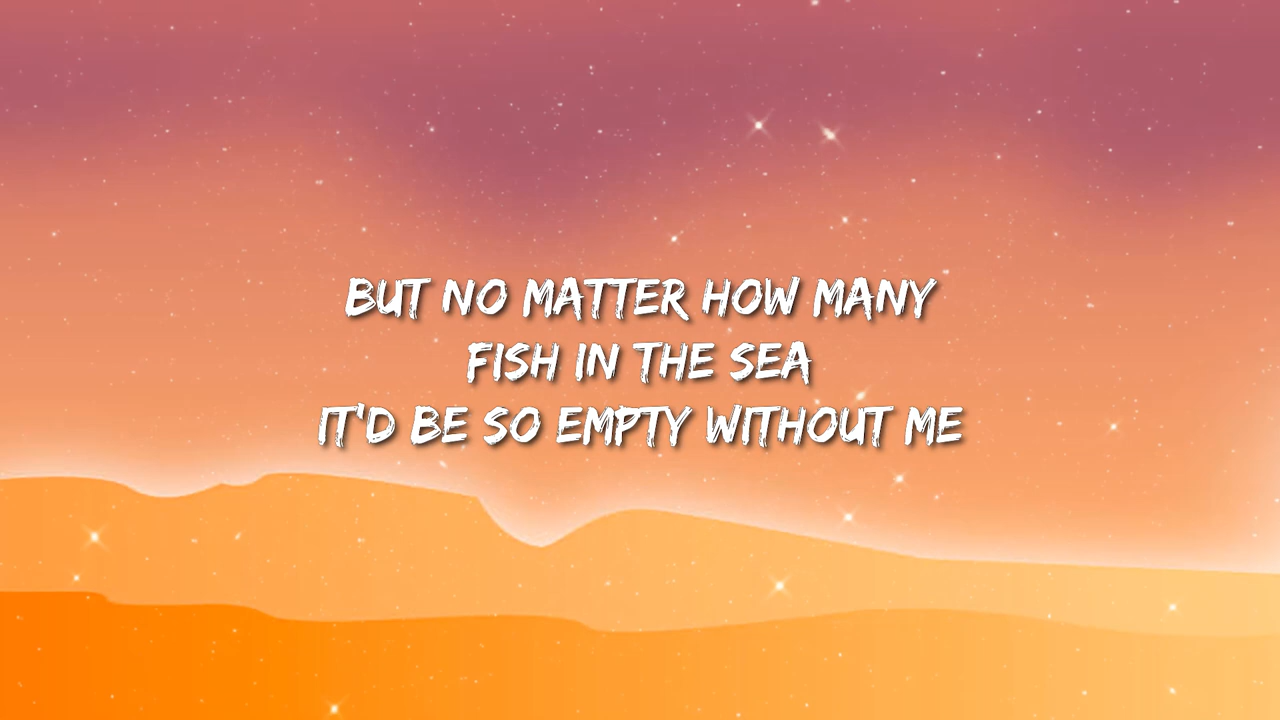 BUT NO MATTER HOW MANY
FISH IN THE SEA
IT'D BE SO EMPTY WITHOUT ME